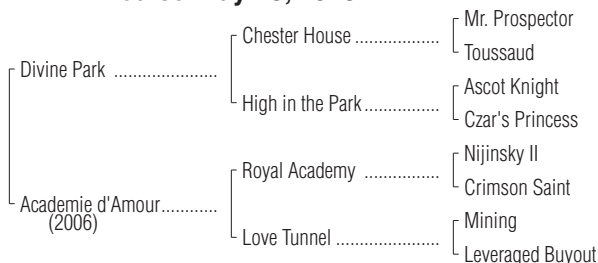 Mr. Prospector
Chester House ..................
Toussaud
Divine Park ......................
Ascot Knight
High in the Park................
Czar's Princess
Nijinsky II
Royal Academy ................
Crimson Saint
Academie d'Amour............
(2006)
Mining
Love Tunnel ......................
Leveraged Buyout